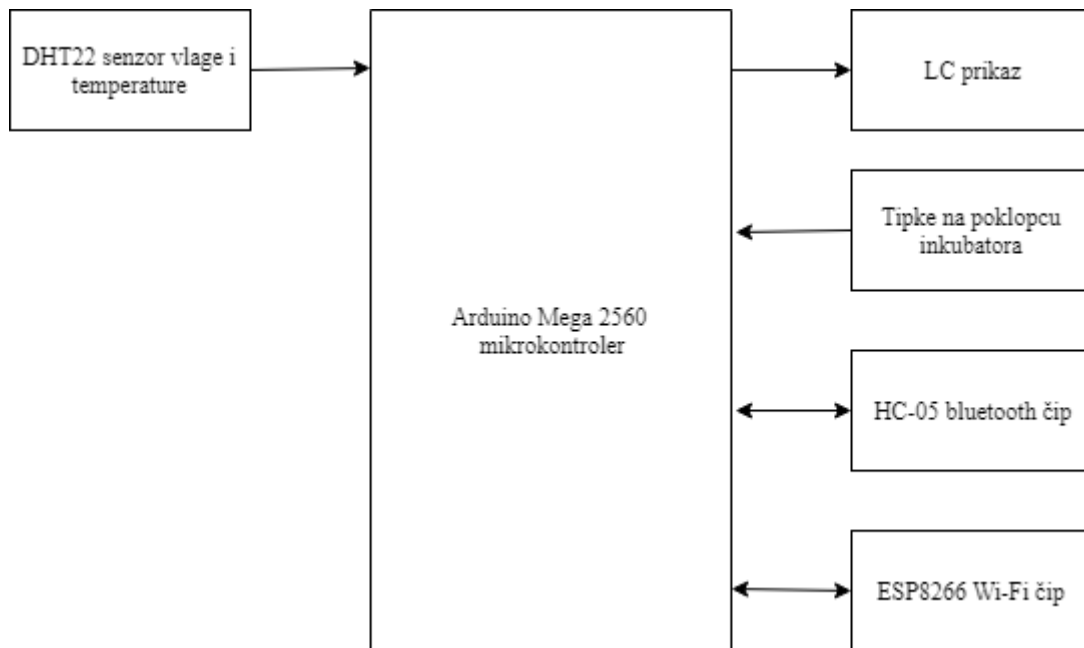 DHT22 senzor vlage i
temperature
Arduino Mega 2560
mikrokontroler
LC prikaz
Tipke na poklopcu
inkubatora
HC-05 bluetooth čip
ESP8266 Wi-Fi čip